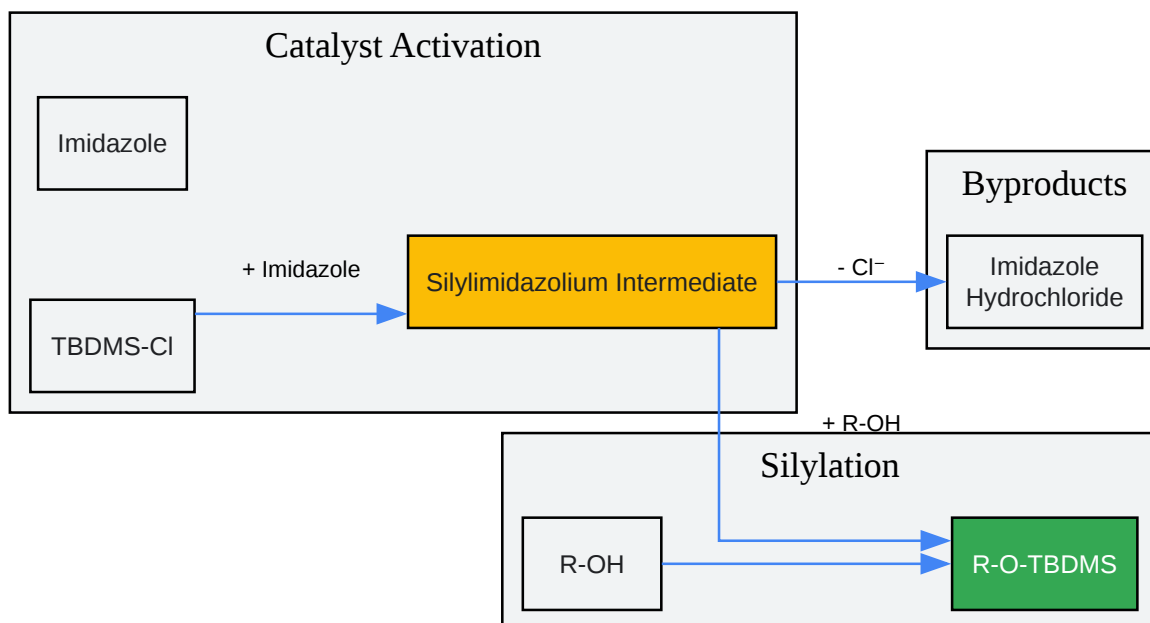 Catalyst Activation
Imidazole
Byproducts
+ Imidazole
Silylimidazolium Intermediate
- Cl⁻
Imidazole
Hydrochloride
TBDMS-Cl
+ R-OH
Silylation
R-OH
R-O-TBDMS